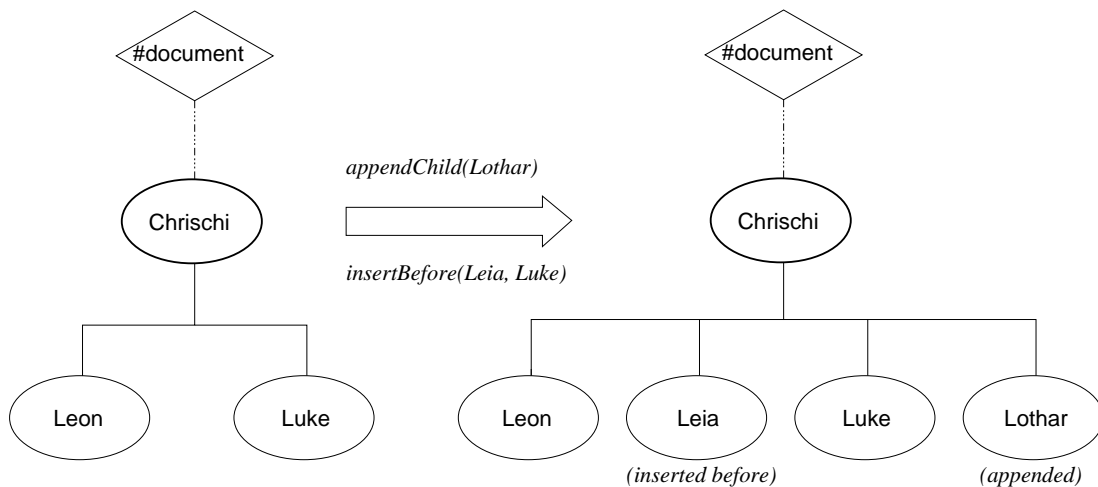 #document
Chrischi
Leon
Luke
appendChild(Lothar)
insertBefore(Leia, Luke)
#document
Chrischi
Leon
Leia
Luke
Lothar
(inserted before)
(appended)